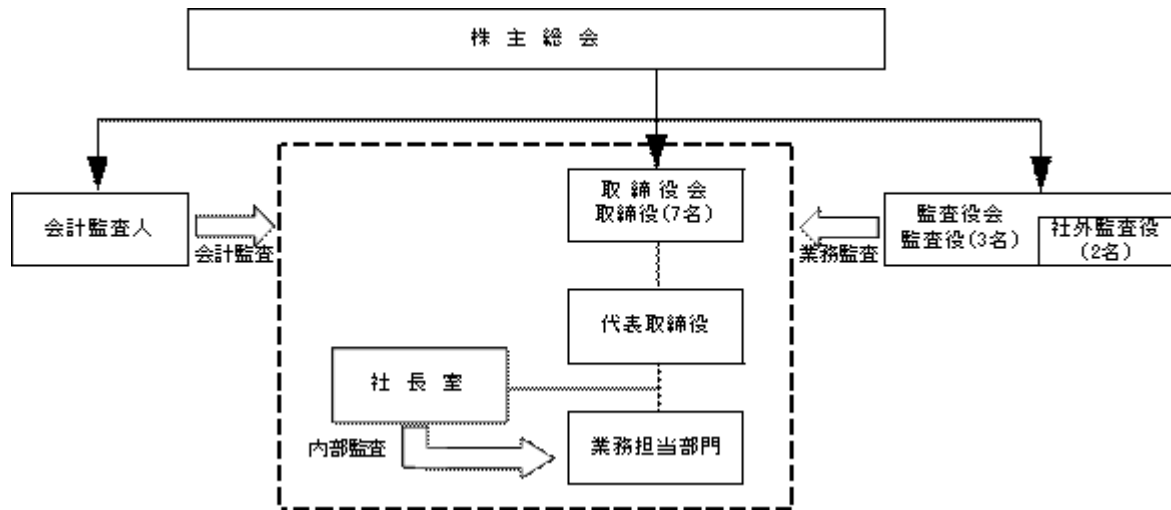 株主総会
取締役会
取締役(7名)
会計監査人
会計監査
監査役会
監査役(3名)
社外監査役
(2名)
業務監査
代表取締役
社長室
内部監査
業務担当部門